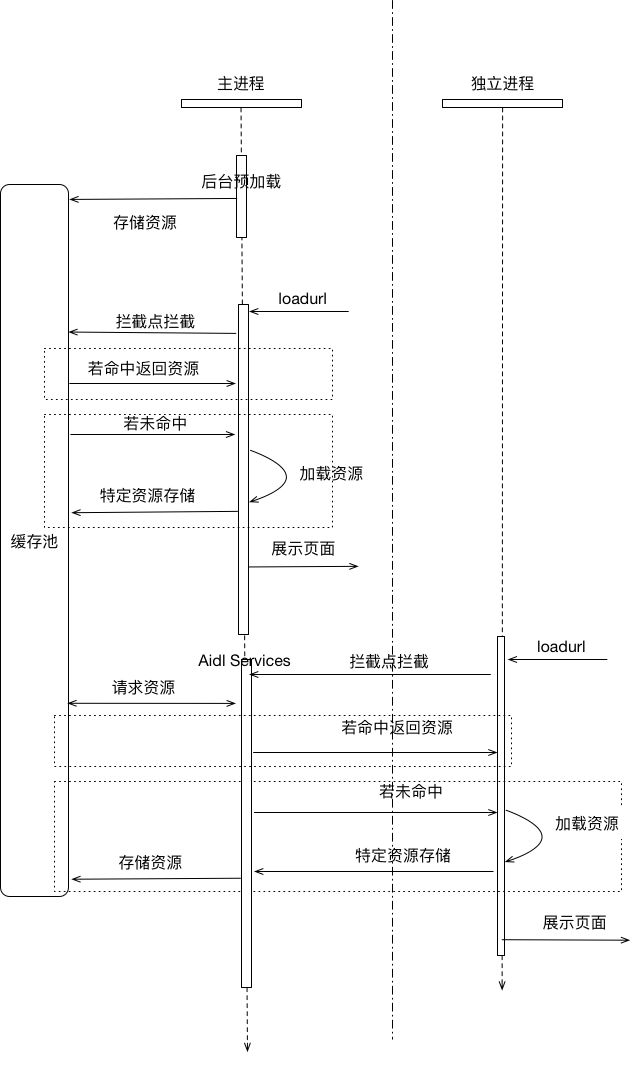 主进程
独立进程
后台预加载
存储资源
loadurl
拦截点拦截
若命中返回资源
若未命中
加载资源
特定资源存储
缓存池
展示页面
loadurl
Aidl Services
拦截点拦截
请求资源
若命中返回资源
若未命中
加载资源
特定资源存储
存储资源
展示页面